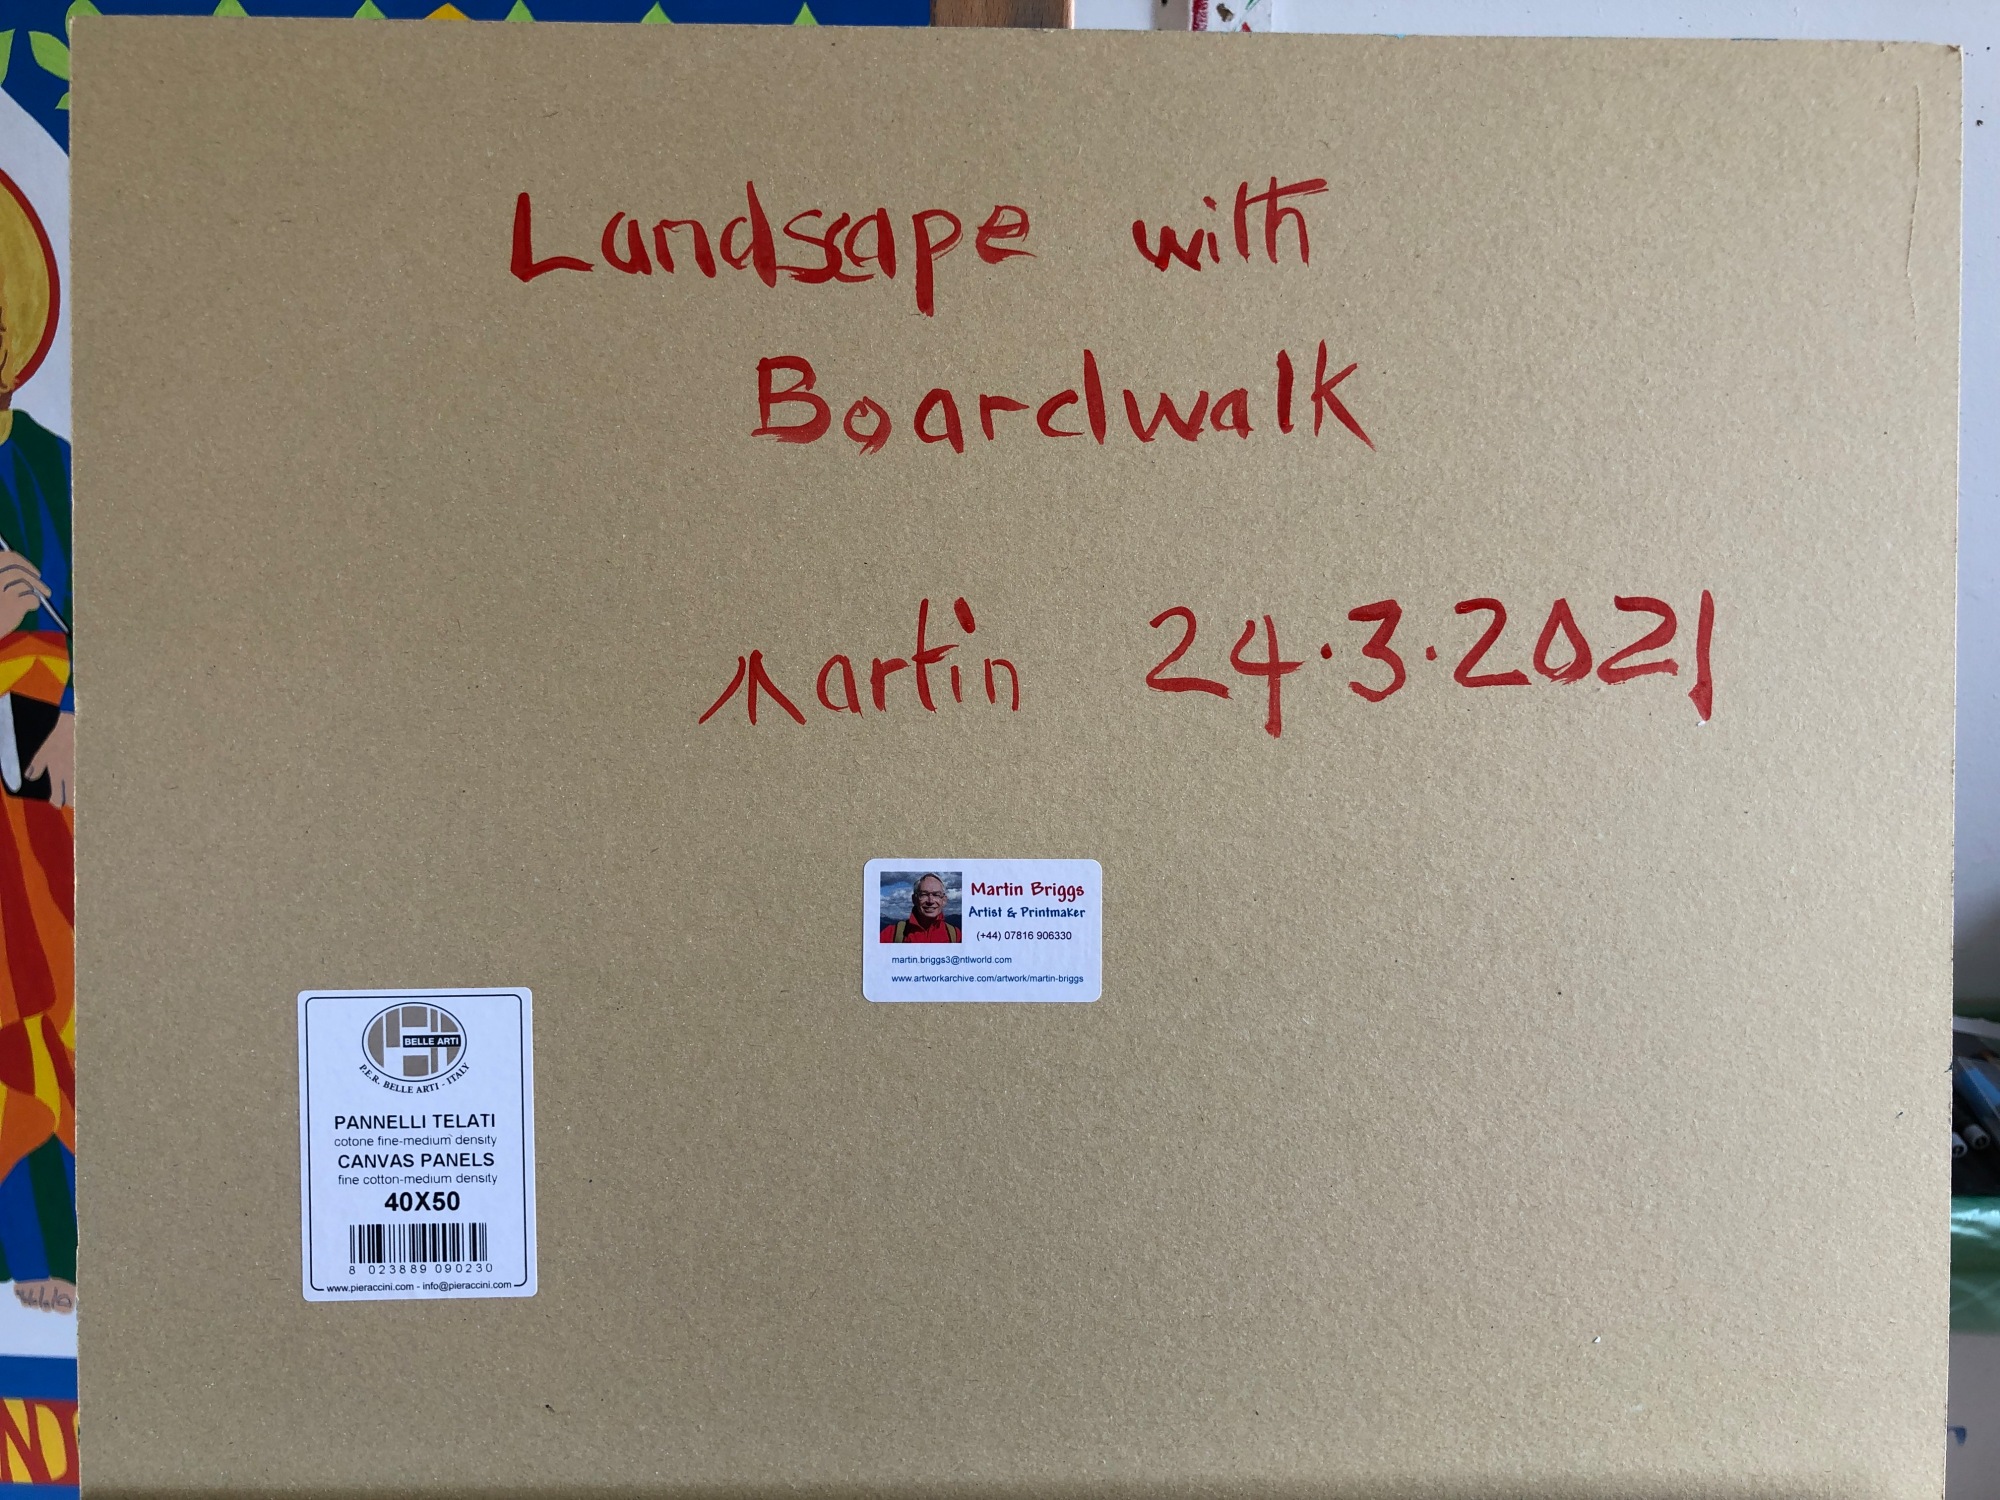 Landscape with
Boardwalk
Martin 24.3.2021
Martin Briggs
Artist & Printmaker
(+44) 07816 906330
martin.briggs3@ntlworld.com
www.artworkarchive.com/artwork/martin-briggs
BELLE ARTI
P.E.R. BELLE ARTI - ITALY
PANNELLI TELATI
cotone fine-medium density
CANVAS PANELS
fine cotton-medium density
40X50
8 023889 090230
www.pieraccini.com - info@pieraccini.com